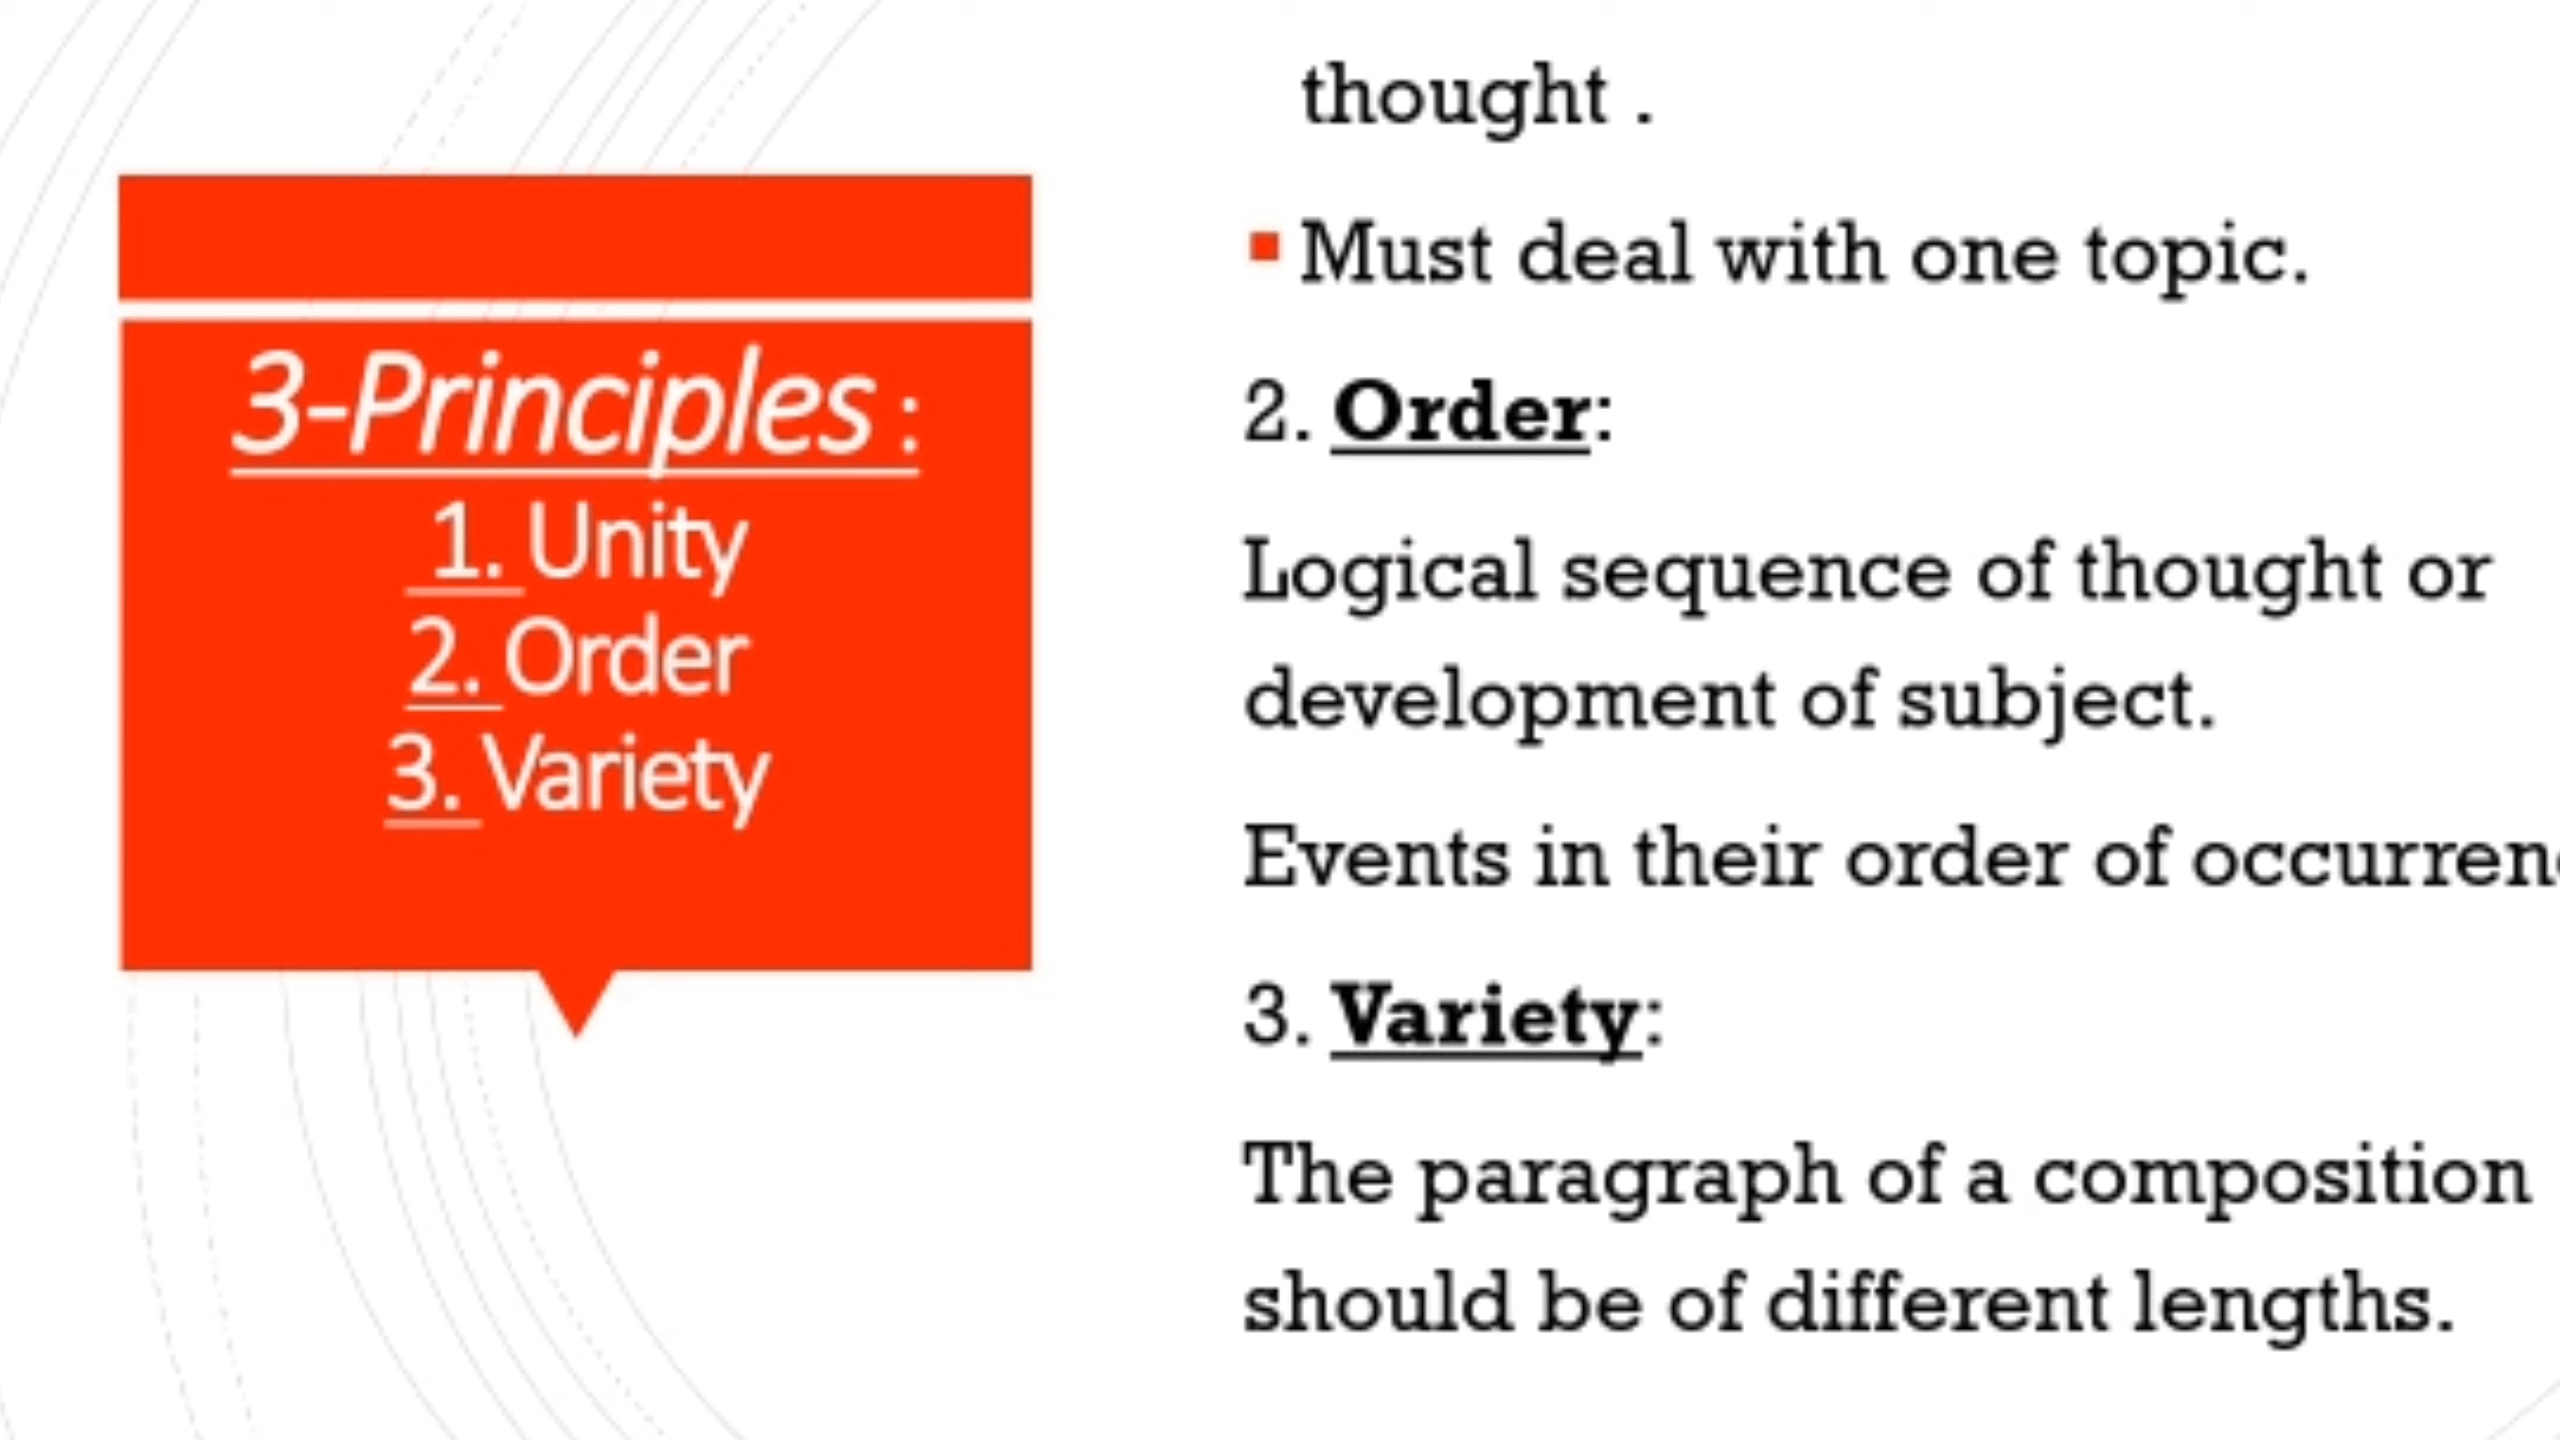 3-Principles :
1. Unity
2. Order
3. Variety
thought .
Must deal with one topic.
2. Order:
Logical sequence of thought or
development of subject.
Events in their order of
3. Variety:
The paragraph of a composition
should be of different lengths.